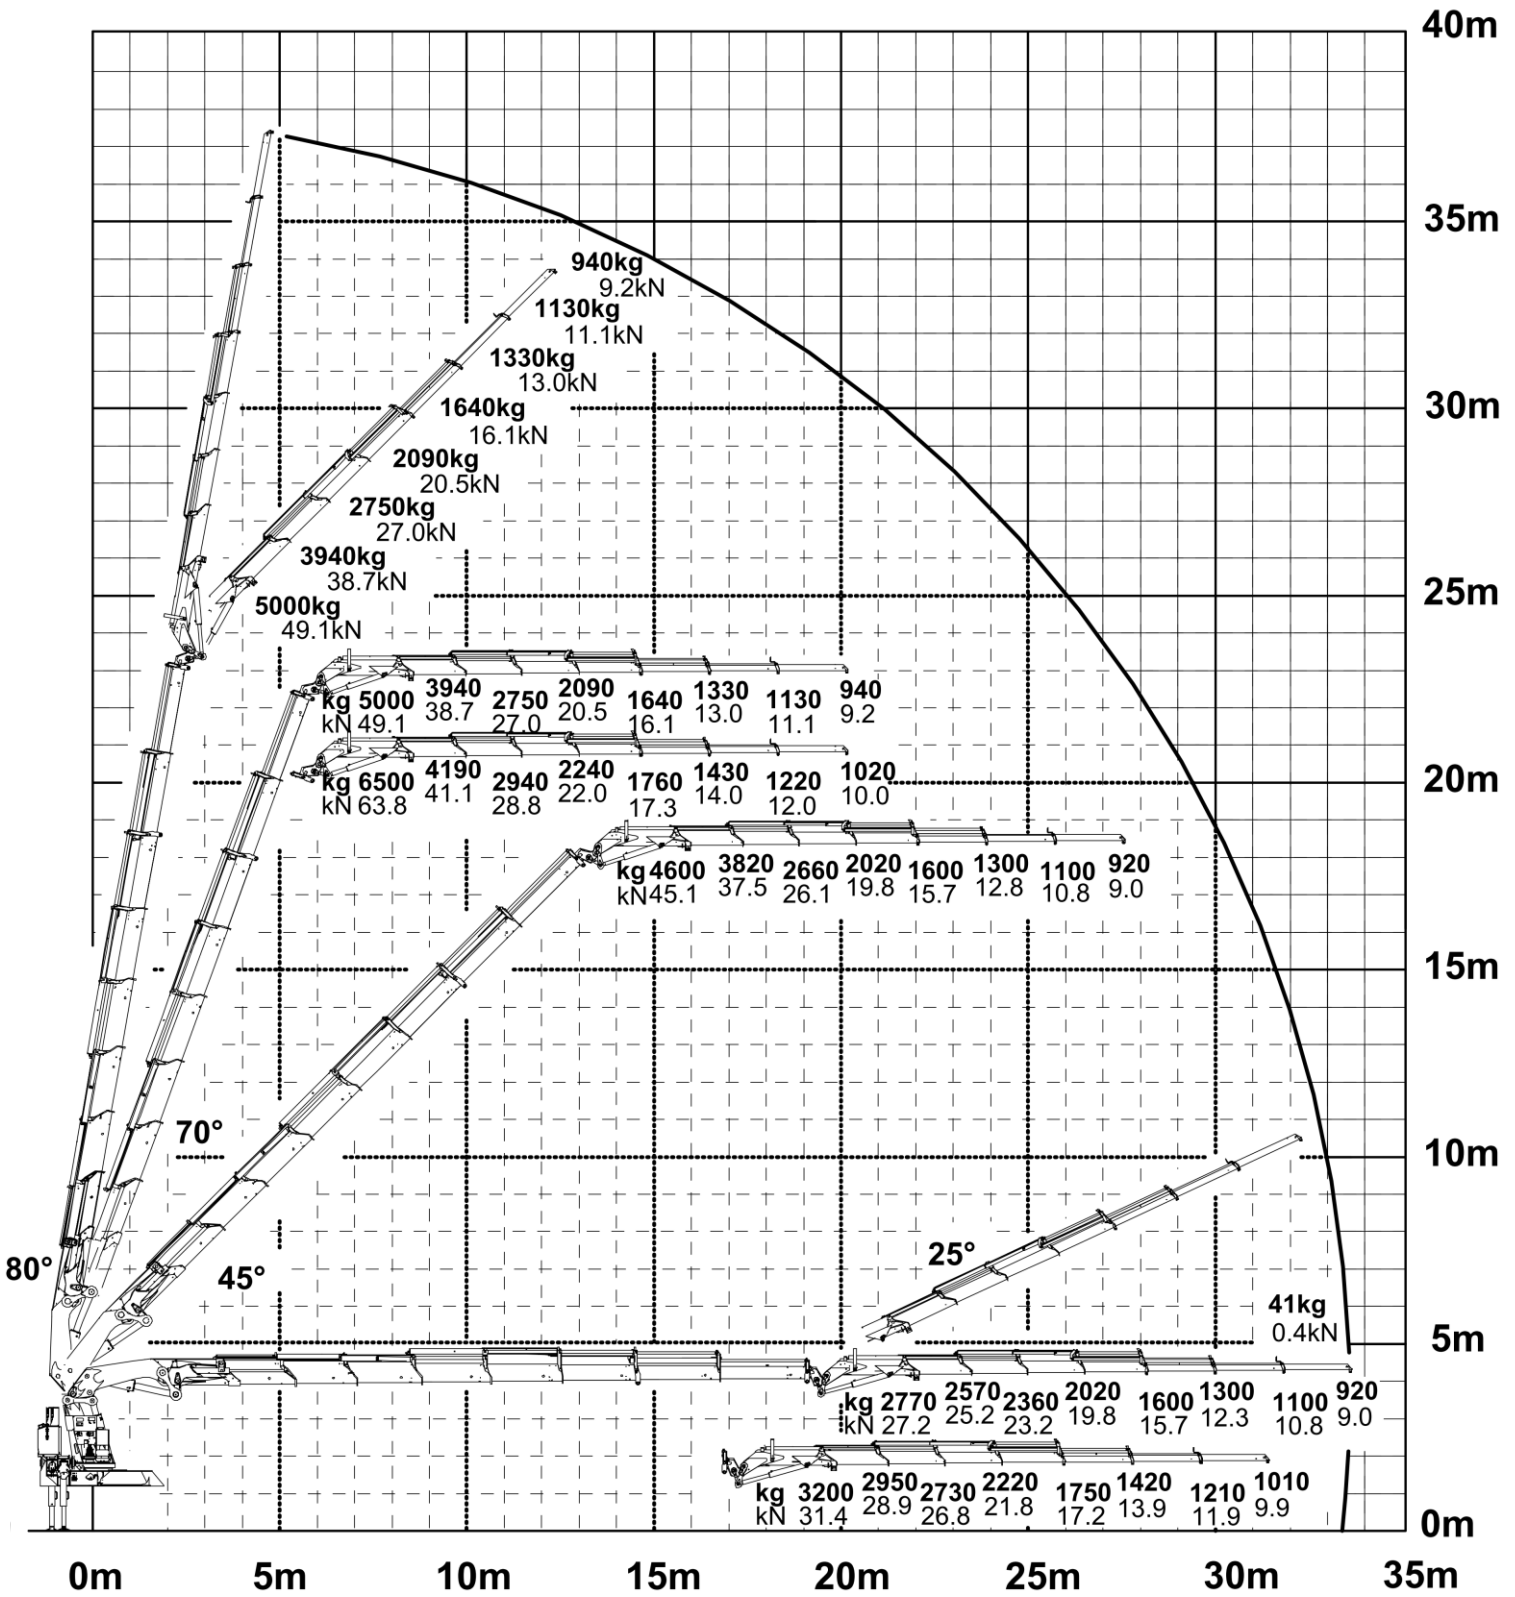 40m
35m
940kg
9.2kN
1130kg
11.1kN
1330kg
13.0kN
30m
1640kg
16.1kN
2090kg
20.5kN
2750kg
27.0kN
3940kg
38.7kN
25m
5000kg
49.1kN
kg 5000 3940 2750 2090 1640 1330 1130 940
kN 49.1 38.7 27.0 20.5 16.1 13.0 11.1 9.2
20m
kg 6500 4190 2940 2240 1760 1430 1220 1020
kN 63.8 41.1 28.8 22.0 17.3 14.0 12.0 10.0
kg 4600 3820 2660 2020 1600 1300 1100 920
kN 45.1 37.5 26.1 19.8 15.7 12.8 10.8 9.0
15m
70°
10m
25°
80°
45°
41kg
0.4kN
5m
kg 2770 2570 2360 2020 1600 1300 1100 920
kN 27.2 25.2 23.2 19.8 15.7 12.3 10.8 9.0
kg 3200 2950 2730 2220 1750 1420 1210 1010
kN 31.4 28.9 26.8 21.8 17.2 13.9 11.9 9.9
0m
0m 5m 10m 15m 20m 25m 30m 35m